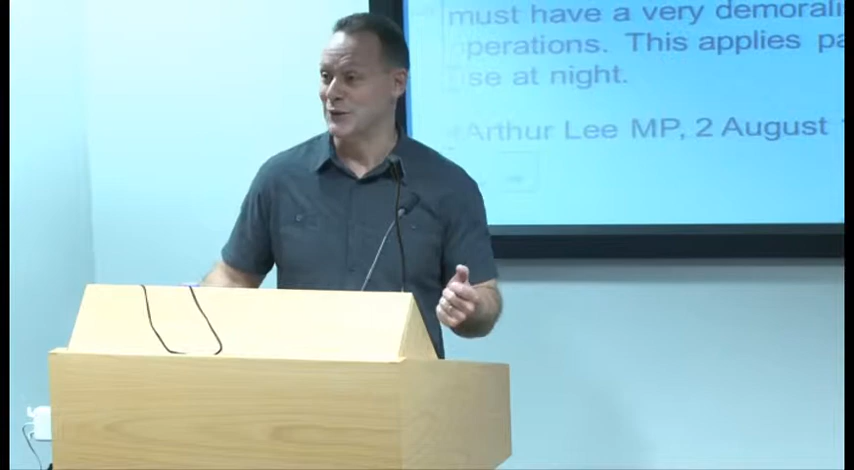 must have a very demorali
operations. This applies pa
se at night.
Arthur Lee MP, 2 August